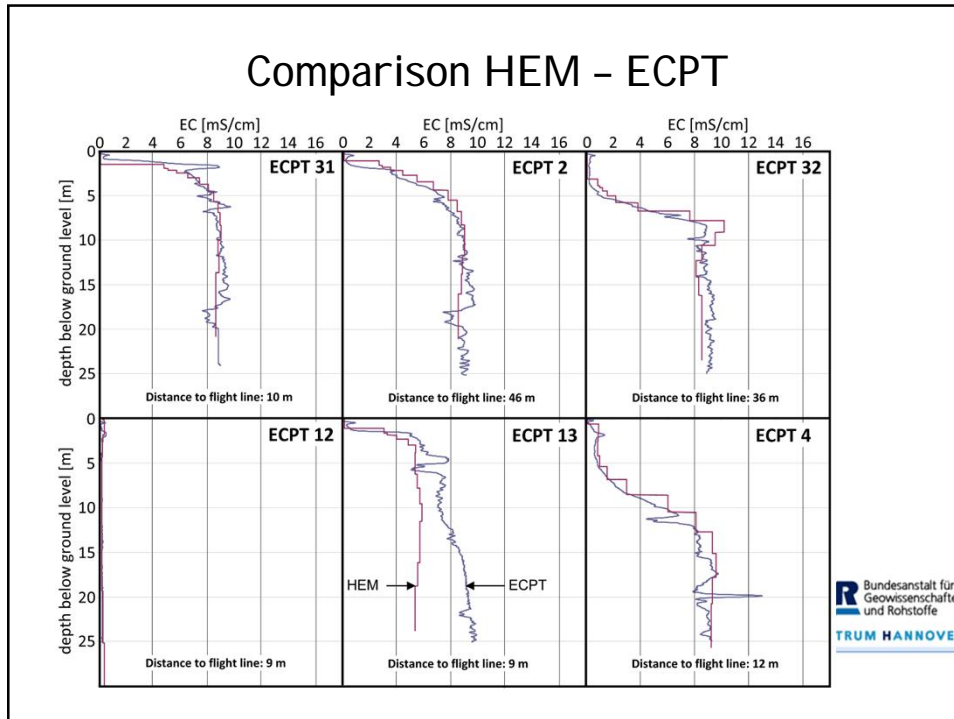 Comparison HEM – ECPT
EC [mS/cm] EC [mS/cm] EC [mS/cm]
0 2 4 6 8 10 12 14 16 0 2 4 6 8 10 12 14 16 0 2 4 6 8 10 12 14 16
depth below ground level [m]
0
5
10
15
20
25
ECPT 31
Distance to flight line: 10 m
ECPT 2
Distance to flight line: 46 m
ECPT 32
Distance to flight line: 36 m
depth below ground level [m]
0
5
10
15
20
25
ECPT 12
Distance to flight line: 9 m
ECPT 13
HEM ECPT
Distance to flight line: 9 m
ECPT 4
Distance to flight line: 12 m
R Bundesanstalt für
Geowissenschafte
und Rohstoffe
TRUM HANNOVE